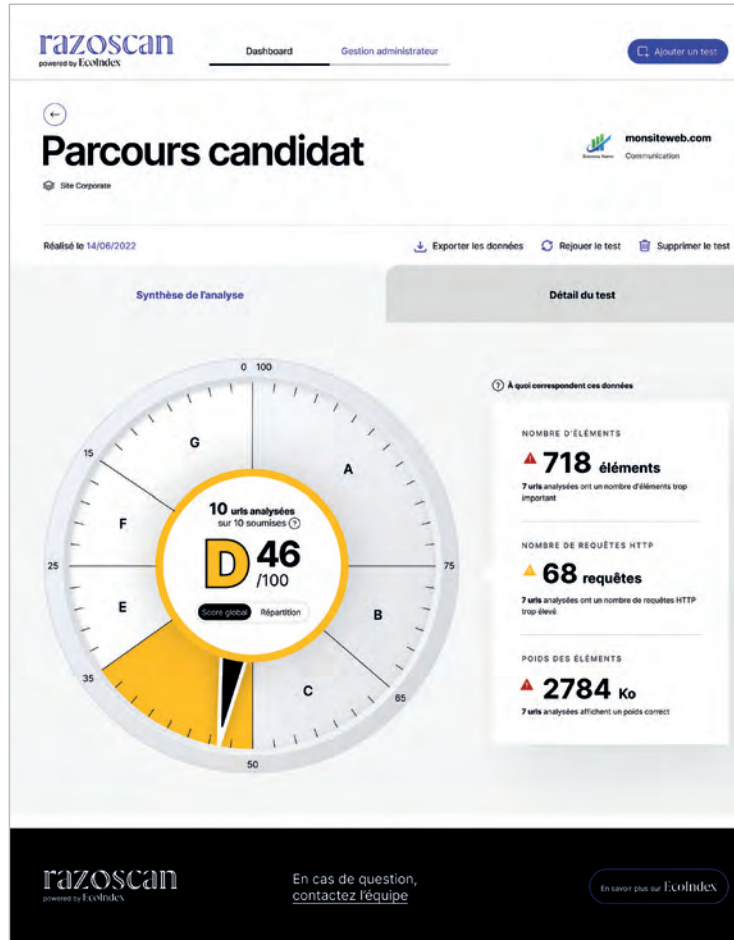 razoscan
powered by EcoIndex
Dashboard
Gestion administrateur
Ajouter un test
Parcours candidat
Site Corporate
Business Name
monsiteweb.com
Communication
Réalisé le 14/06/2022
Exporter les données
Rejouer le test
Supprimer le test
Synthèse de l'analyse
Détail du test
0 100
G
A
15
F
25
E
75
B
35
C
65
50
10 urls analysées
sur 10 soumises ?
D 46
/100
Score global
Répartition
? À quoi correspondent ces données
NOMBRE D'ÉLÉMENTS
718 éléments
7 urls analysées ont un nombre d'éléments trop
important
NOMBRE DE REQUÊTES HTTP
68 requêtes
7 urls analysées ont un nombre de requêtes HTTP
trop élevé
POIDS DES ÉLÉMENTS
2784 Ko
7 urls analysées affichent un poids correct
razoscan
powered by EcoIndex
En cas de question,
contactez l'équipe
En savoir plus sur EcoIndex